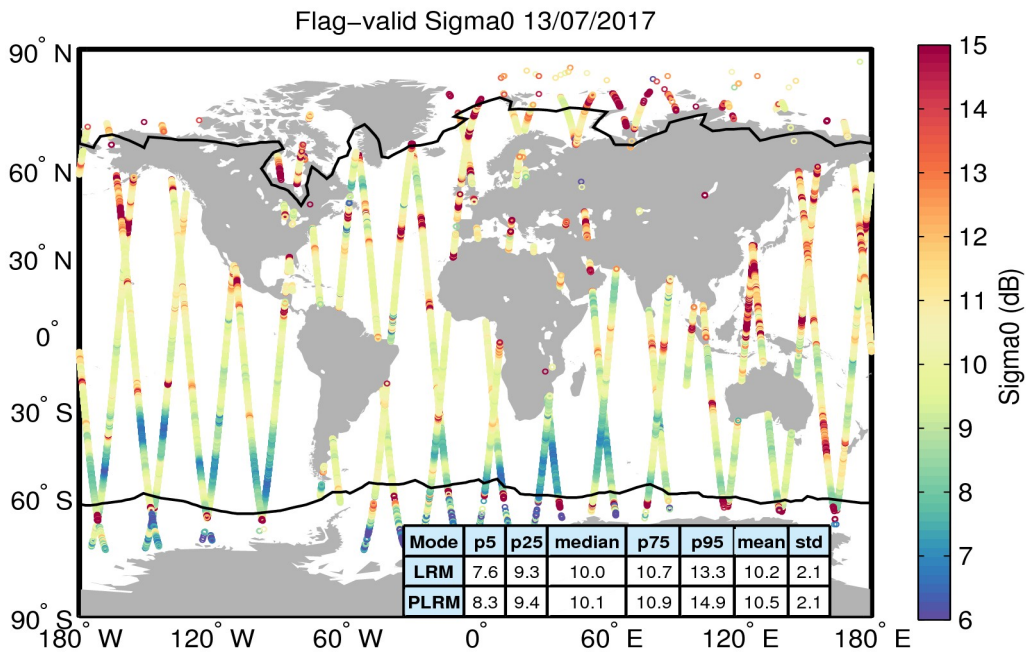 Flag−valid Sigma0 13/07/2017
90° N
60° N
30° N
0°
30° S
60° S
90° S
180° W
120° W
60° W
0°
60° E
120° E
180° E
Mode p5 p25 median p75 p95 mean std
LRM 7.6 9.3 10.0 10.7 13.3 10.2 2.1
PLRM 8.3 9.4 10.1 10.9 14.9 10.5 2.1
15
14
13
12
11
10
9
8
7
6
Sigma0 (dB)